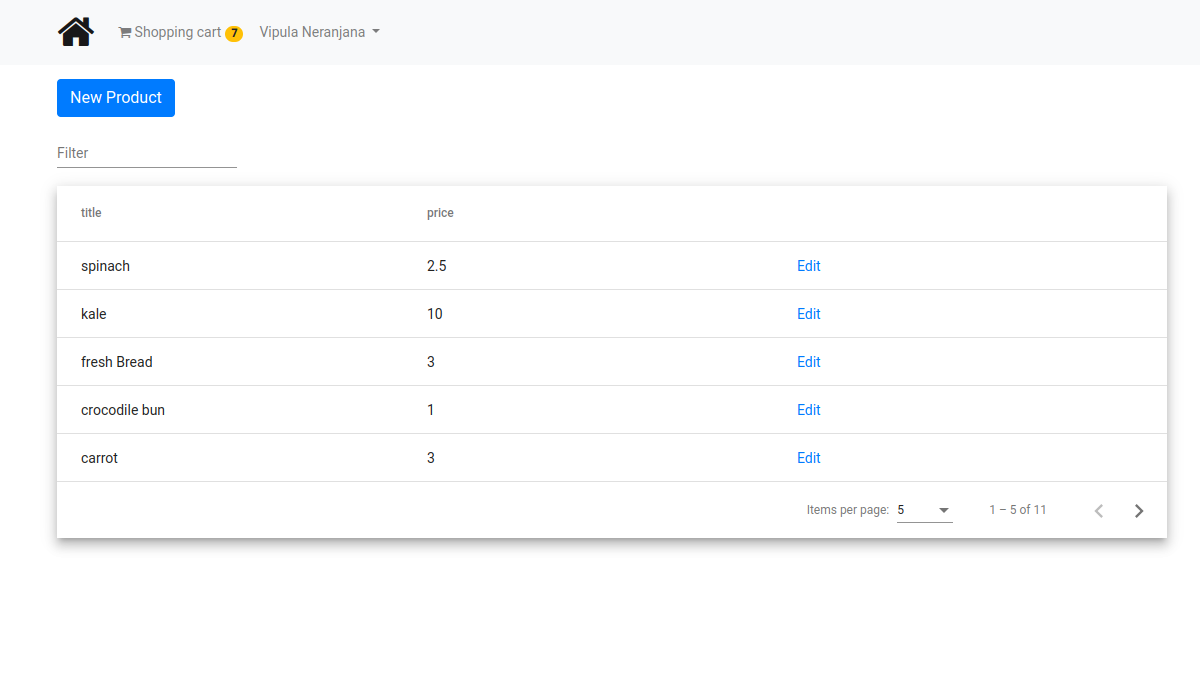 Shopping cart 7 Vipula Neranjana
New Product
Filter
title price
spinach 2.5 Edit
kale 10 Edit
fresh Bread 3 Edit
crocodile bun 1 Edit
carrot 3 Edit
Items per page: 5 1 – 5 of 11